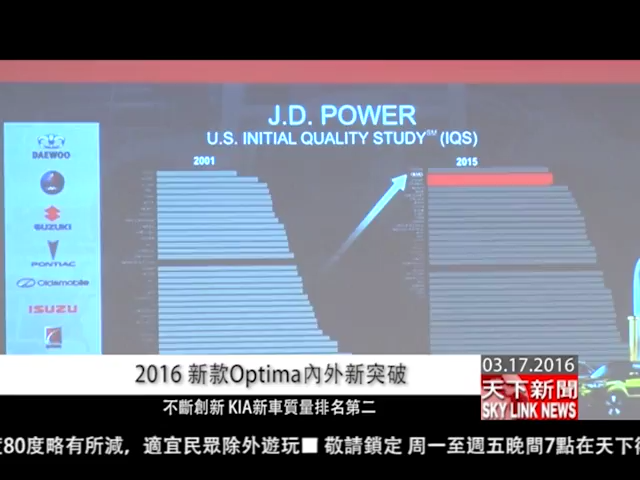 J.D. POWER
U.S. INITIAL QUALITY STUDY℠ (IQS)
2001
2015
DAEWOO
SUZUKI
PONTIAC
Oldsmobile
ISUZU
2016 新款Optima內外新突破
不斷創新 KIA新車質量排名第二
03.17.2016
天下新聞
SKY LINK NEWS
80度略有所減，適宜民眾除外遊玩■ 敬請鎖定 周一至週五晚間7點在天下